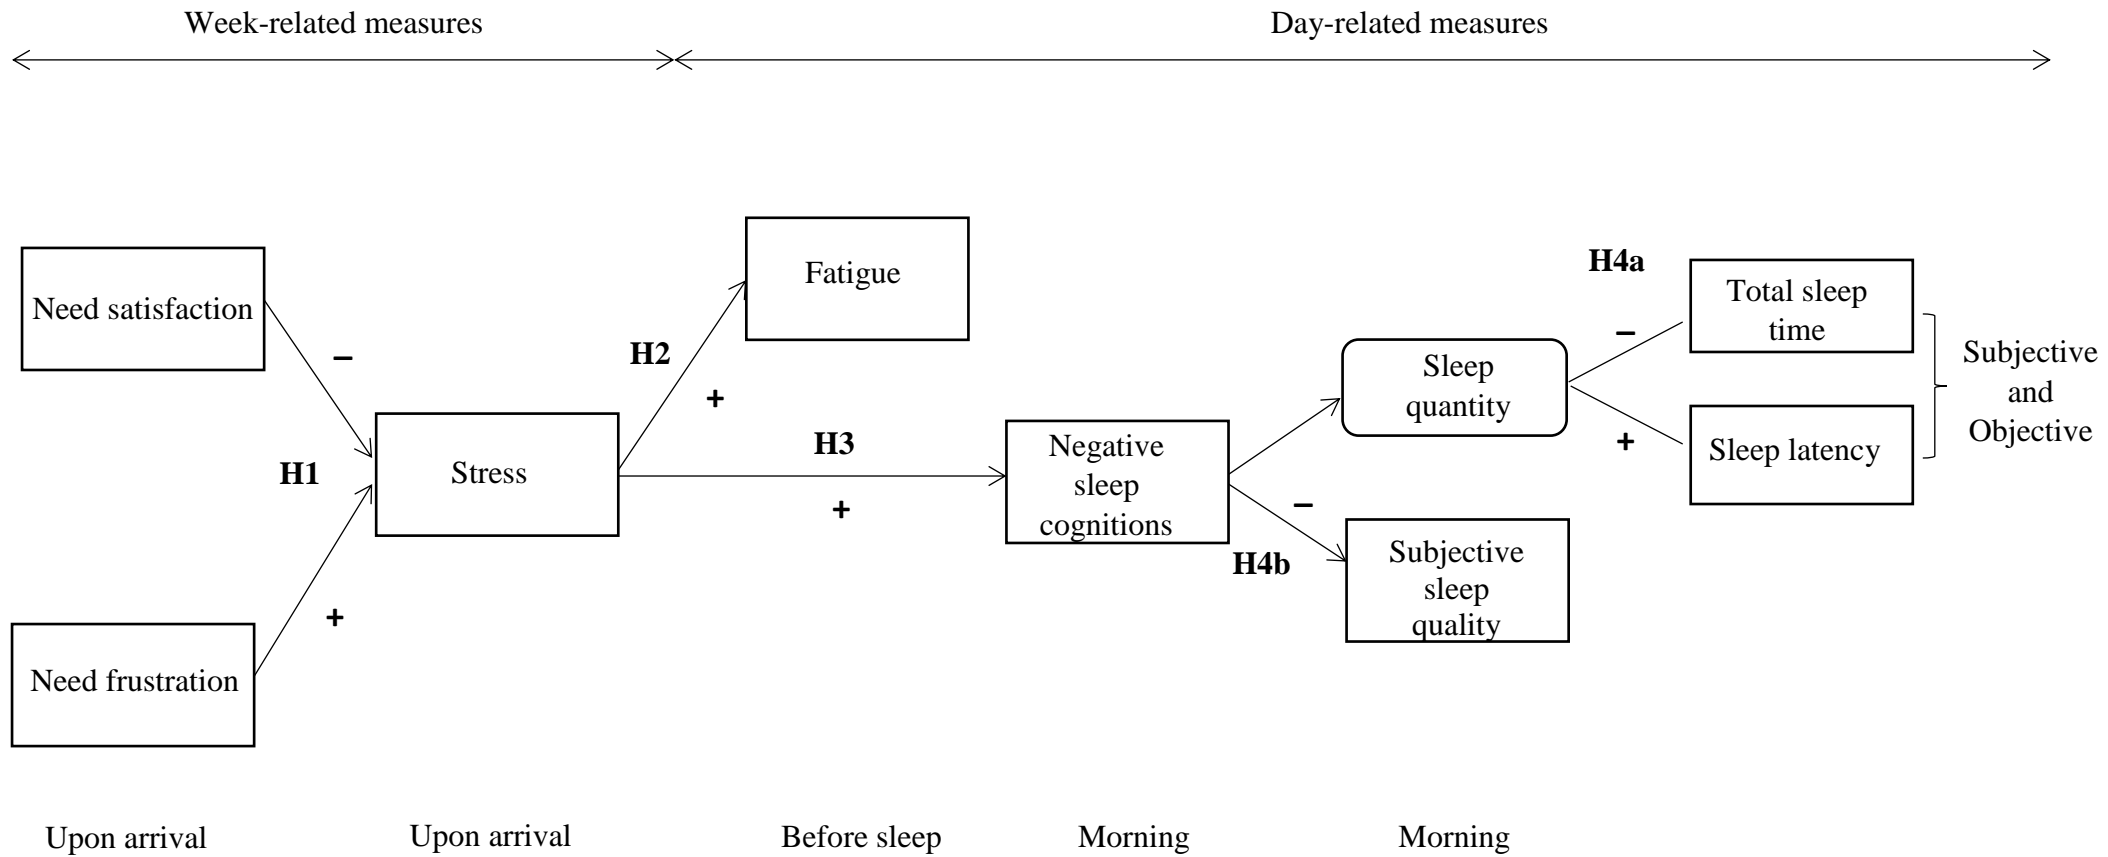 Week-related measures
Day-related measures
Need satisfaction
–
H1
Need frustration
+
Stress
H2
+
Fatigue
H3
+
Negative
sleep
cognitions
–
H4b
Sleep
quantity
Subjective
sleep
quality
H4a
–
+
Total sleep
time
Sleep latency
Subjective
and
Objective
Upon arrival
Upon arrival
Before sleep
Morning
Morning